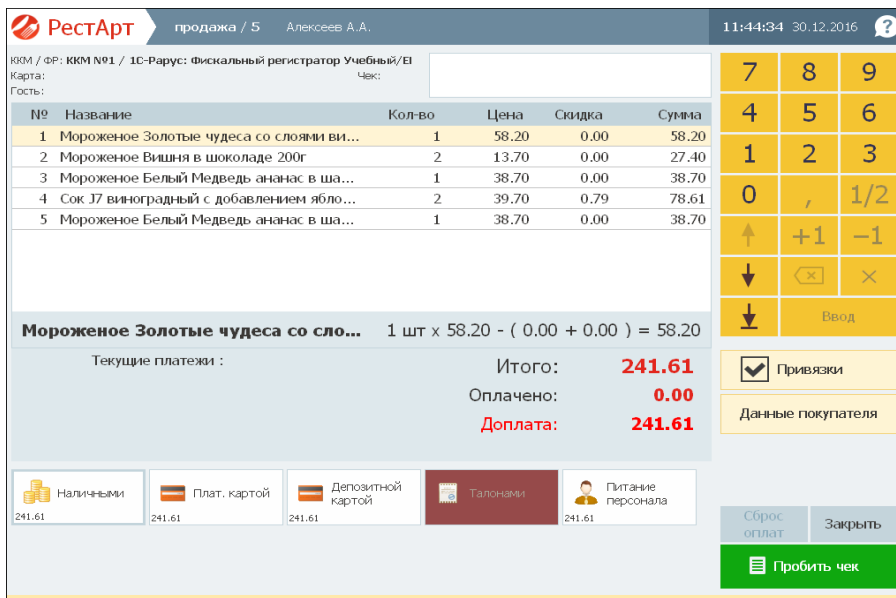 РестАрт продажа / 5 Алексеев А.А. 11:44:34 30.12.2016 ?
ККМ / ФР: ККМ №1 / 1С-Рарус: Фискальный регистратор Учебный/El
Карта: Чек:
Гость:
№ Название Кол-во Цена Скидка Сумма
1 Мороженое Золотые чудеса со слоями ви... 1 58.20 0.00 58.20
2 Мороженое Вишня в шоколаде 200г 2 13.70 0.00 27.40
3 Мороженое Белый Медведь ананас в ша... 1 38.70 0.00 38.70
4 Сок J7 виноградный с добавлением ябло... 2 39.70 0.79 78.61
5 Мороженое Белый Медведь ананас в ша... 1 38.70 0.00 38.70
Мороженое Золотые чудеса со сло... 1 шт x 58.20 - ( 0.00 + 0.00 ) = 58.20
Текущие платежи :
Итого: 241.61
Оплачено: 0.00
Доплата: 241.61
Наличными
241.61
Плат. картой
241.61
Депозитной
картой
241.61
Талонами
Питание
персонала
241.61
7 8 9
4 5 6
1 2 3
0 , 1/2
+1 −1
Ввод
Привязки
Данные покупателя
Сброс
оплат
Закрыть
Пробить чек